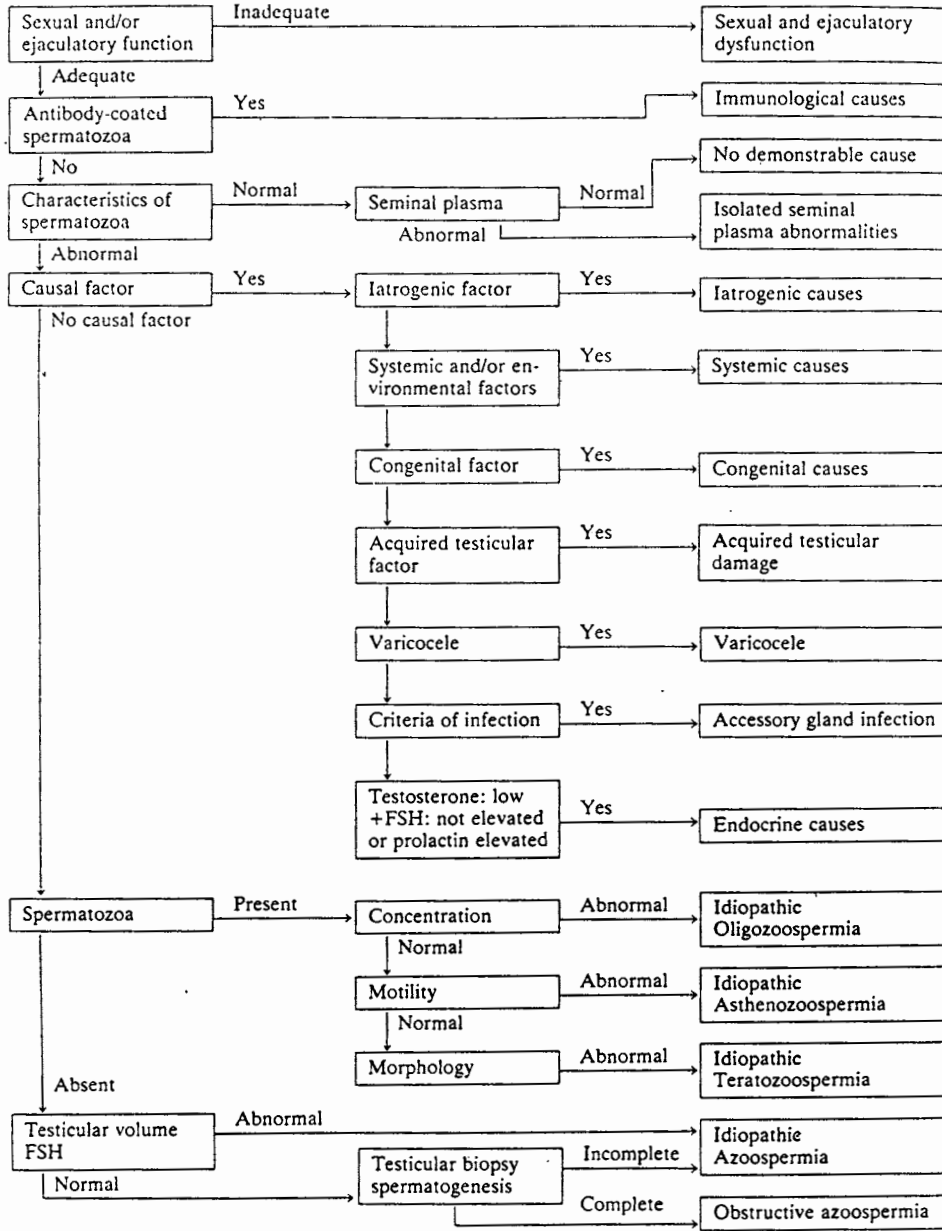 Inadequate
Sexual and/or
ejaculatory function
Sexual and ejaculatory
dysfunction
Adequate
Antibody-coated
spermatozoa
Yes
Immunological causes
No
No demonstrable cause
Characteristics of
spermatozoa
Normal
Seminal plasma
Normal
Abnormal
Isolated seminal
plasma abnormalities
Abnormal
Causal factor
Yes
Iatrogenic factor
Yes
Iatrogenic causes
No causal factor
Systemic and/or en-
vironmental factors
Yes
Systemic causes
Congenital factor
Yes
Congenital causes
Acquired testicular
factor
Yes
Acquired testicular
damage
Varicocele
Yes
Varicocele
Criteria of infection
Yes
Accessory gland infection
Testosterone: low
+FSH: not elevated
or prolactin elevated
Yes
Endocrine causes
Spermatozoa
Present
Concentration
Abnormal
Idiopathic
Oligozoospermia
Normal
Motility
Abnormal
Idiopathic
Asthenozoospermia
Normal
Morphology
Abnormal
Idiopathic
Teratozoospermia
Absent
Testicular volume
FSH
Abnormal
Idiopathic
Azoospermia
Normal
Testicular biopsy
spermatogenesis
Incomplete
Complete
Obstructive azoospermia